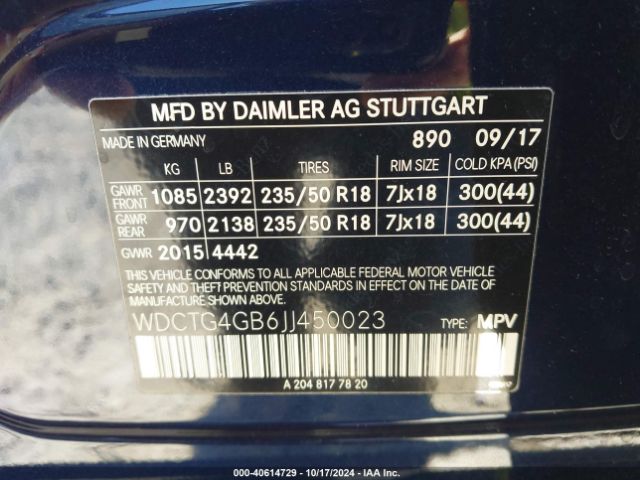 MFD BY DAIMLER AG STUTTGART
MADE IN GERMANY 890 09/17
KG LB TIRES RIM SIZE COLD KPA (PSI)
GAWR FRONT 1085 2392 235/50 R18 7Jx18 300(44)
GAWR REAR 970 2138 235/50 R18 7Jx18 300(44)
GVWR 2015 4442
THIS VEHICLE CONFORMS TO ALL APPLICABLE FEDERAL MOTOR VEHICLE
SAFETY AND THEFT PREVENTION STANDARDS IN EFFECT ON THE DATE
OF MANUFACTURE SHOWN ABOVE.
WDCTG4GB6JJ450023 TYPE: MPV
A 204 817 78 20
000-40614729 - 10/17/2024 - IAA Inc.